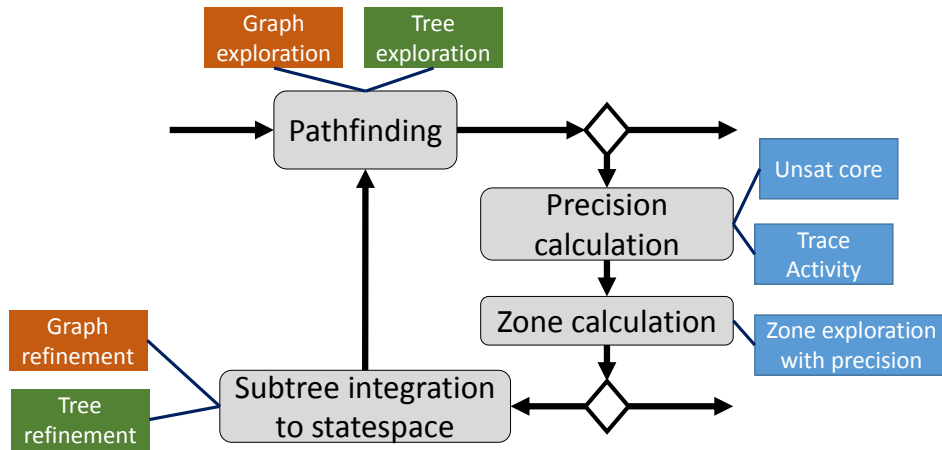 Graph
exploration
Tree
exploration
Pathfinding
Unsat core
Precision
calculation
Trace
Activity
Zone calculation
Zone exploration
with precision
Graph
refinement
Subtree integration
to statespace
Tree
refinement